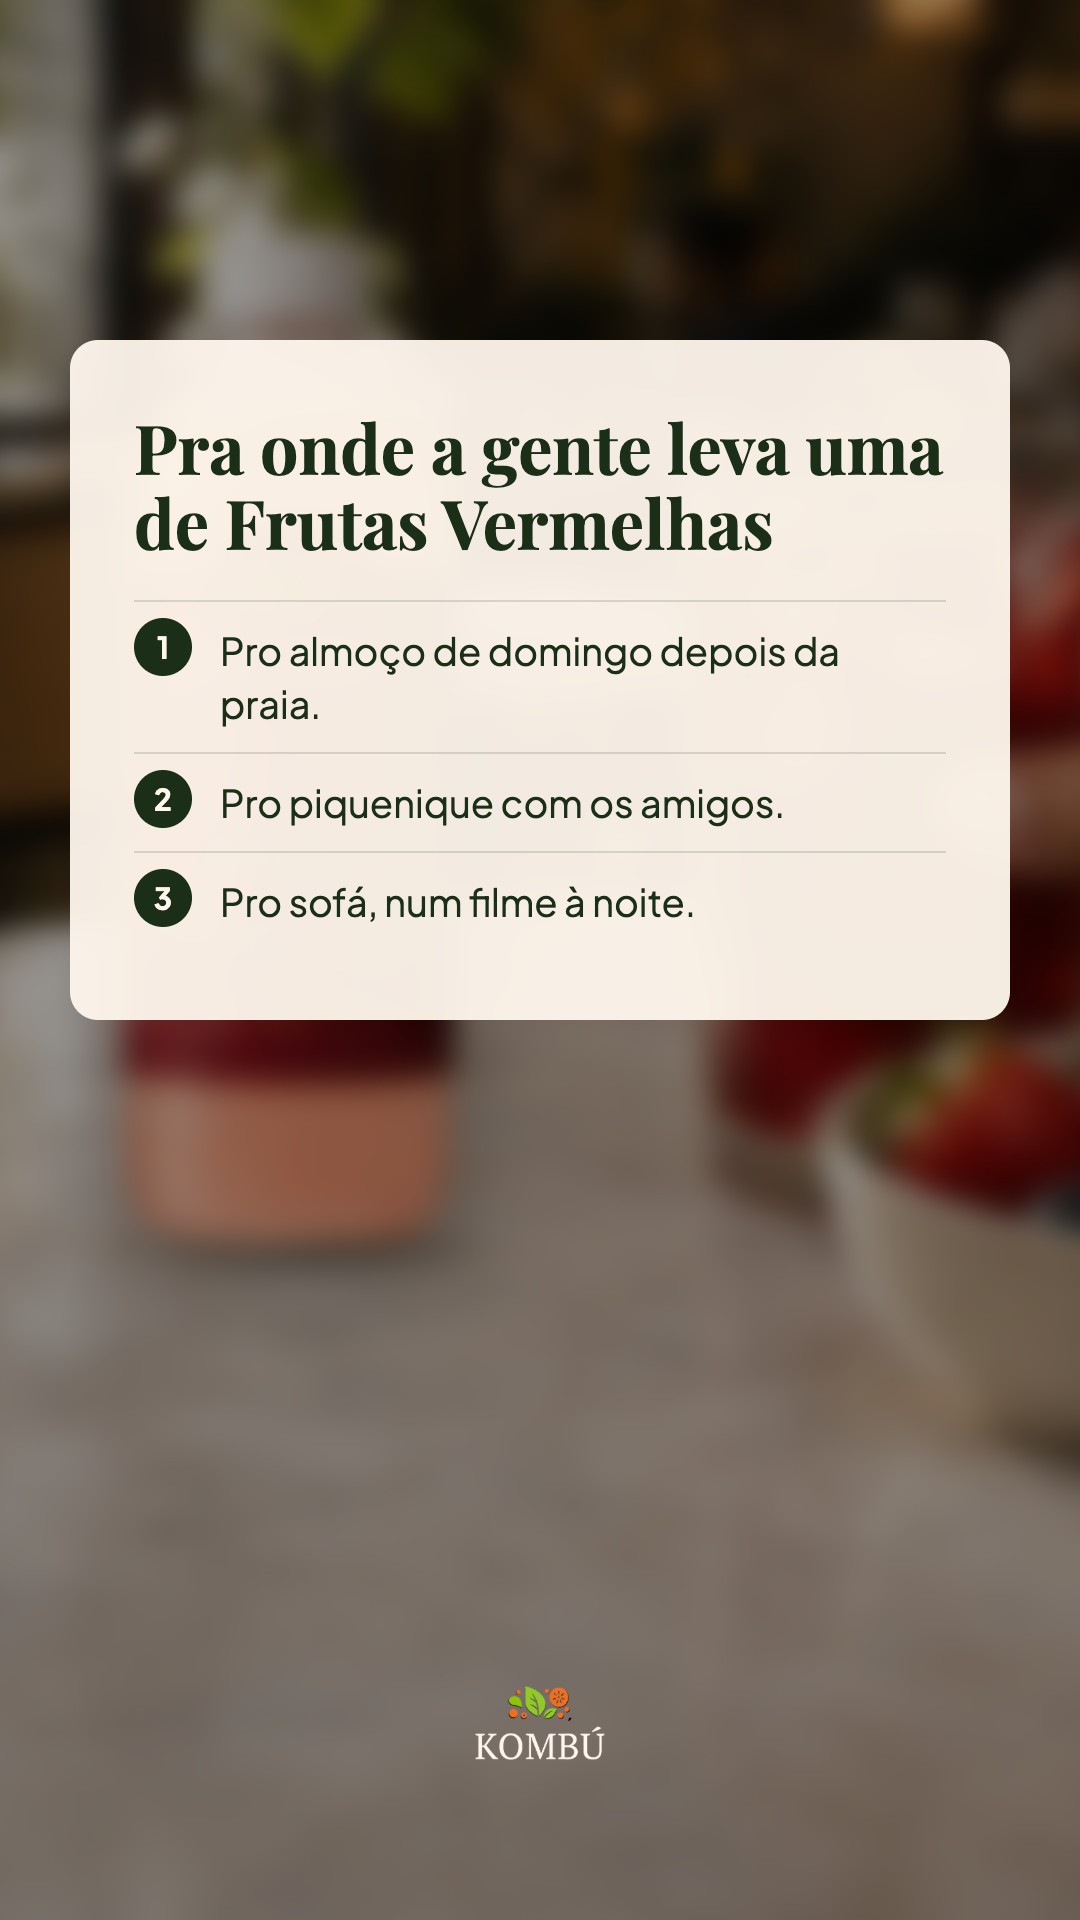 Pra onde a gente leva uma
de Frutas Vermelhas
1 Pro almoço de domingo depois da
praia.
2 Pro piquenique com os amigos.
3 Pro sofá, num filme à noite.
KOMBÚ